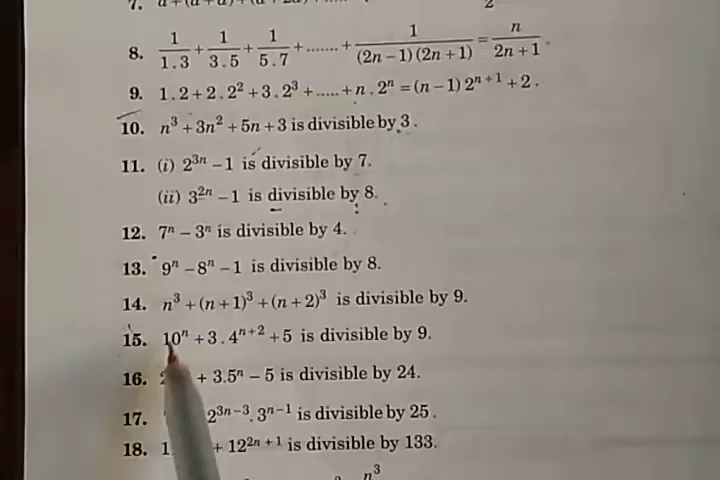 8. 1/1.3 + 1/3.5 + 1/5.7 + ....... + 1/(2n−1)(2n+1) = n/2n+1.
9. 1.2 + 2.2² + 3.2³ + ..... + n.2ⁿ = (n−1) 2ⁿ⁺¹ + 2.
10. n³ + 3n² + 5n + 3 is divisible by 3.
11. (i) 2³ⁿ − 1 is divisible by 7.
(ii) 3²ⁿ − 1 is divisible by 8.
12. 7ⁿ − 3ⁿ is divisible by 4.
13. 9ⁿ − 8ⁿ − 1 is divisible by 8.
14. n³ + (n+1)³ + (n+2)³ is divisible by 9.
15. 10ⁿ + 3.4ⁿ⁺² + 5 is divisible by 9.
16. + 3.5ⁿ − 5 is divisible by 24.
17. 2³ⁿ⁻³.3ⁿ⁻¹ is divisible by 25.
18. 1 + 12²ⁿ⁺¹ is divisible by 133.
n³